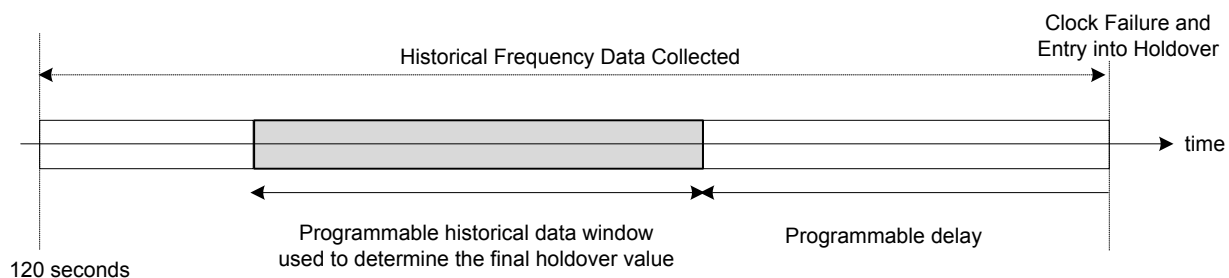 Clock Failure and
Entry into Holdover
Historical Frequency Data Collected
time
Programmable historical data window
used to determine the final holdover value
Programmable delay
120 seconds